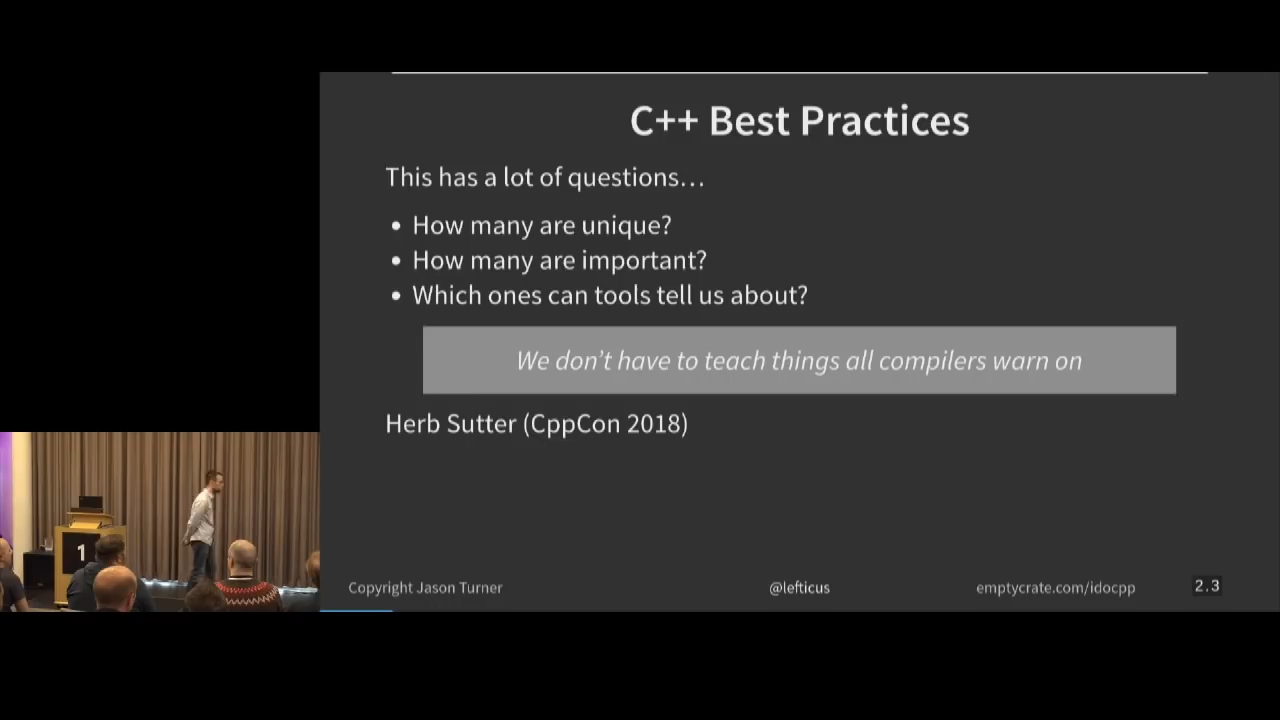 C++ Best Practices
This has a lot of questions…
• How many are unique?
• How many are important?
• Which ones can tools tell us about?
We don’t have to teach things all compilers warn on
Herb Sutter (CppCon 2018)
1
Copyright Jason Turner
@lefticus
emptycrate.com/idocpp
2.3